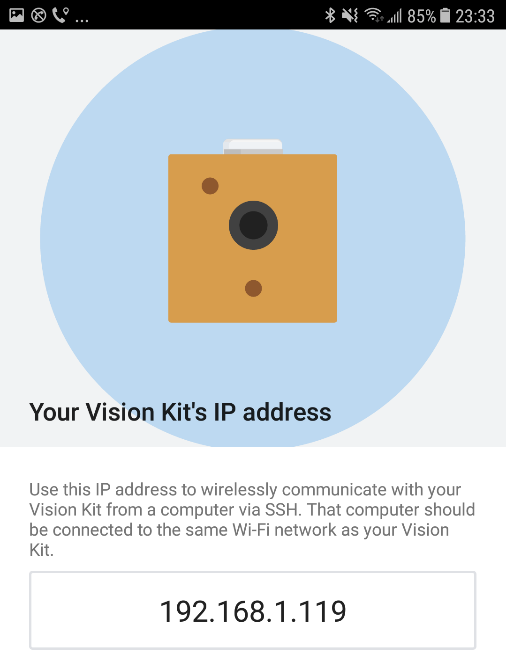 ... 85% 23:33
Your Vision Kit's IP address
Use this IP address to wirelessly communicate with your
Vision Kit from a computer via SSH. That computer should
be connected to the same Wi-Fi network as your Vision
Kit.
192.168.1.119